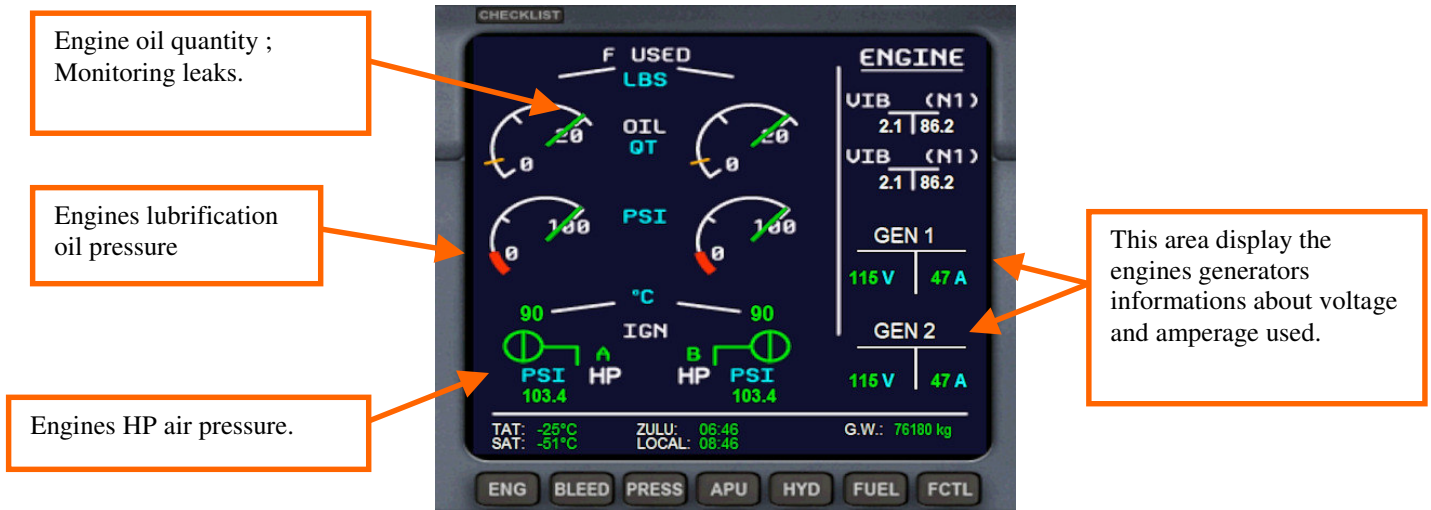 Engine oil quantity ;
Monitoring leaks.
Engines lubrification
oil pressure
Engines HP air pressure.
CHECKLIST
F USED
LBS
OIL
QT
20
0
20
0
PSI
100
0
100
0
°C
90
90
IGN
A
B
PSI HP
HP PSI
103.4
103.4
ENGINE
VIB (N1)
2.1 86.2
VIB (N1)
2.1 86.2
GEN 1
115 V 47 A
GEN 2
115 V 47 A
TAT: -25°C ZULU: 06:46 G.W.: 76180 kg
SAT: -51°C LOCAL: 08:46
ENG BLEED PRESS APU HYD FUEL FCTL
This area display the
engines generators
informations about voltage
and amperage used.